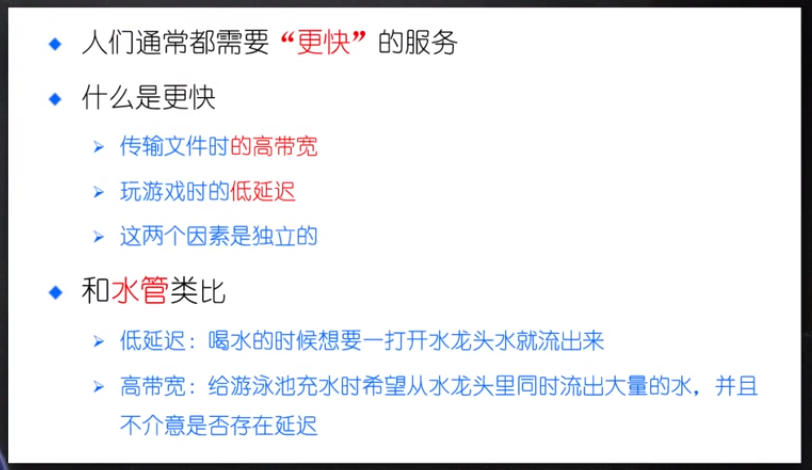 人们通常都需要“更快”的服务
什么是更快
传输文件时的高带宽
玩游戏时的低延迟
这两个因素是独立的
和水管类比
低延迟：喝水的时候想要一打开水龙头水就流出来
高带宽：给游泳池充水时希望从水龙头里同时流出大量的水，并且
不介意是否存在延迟